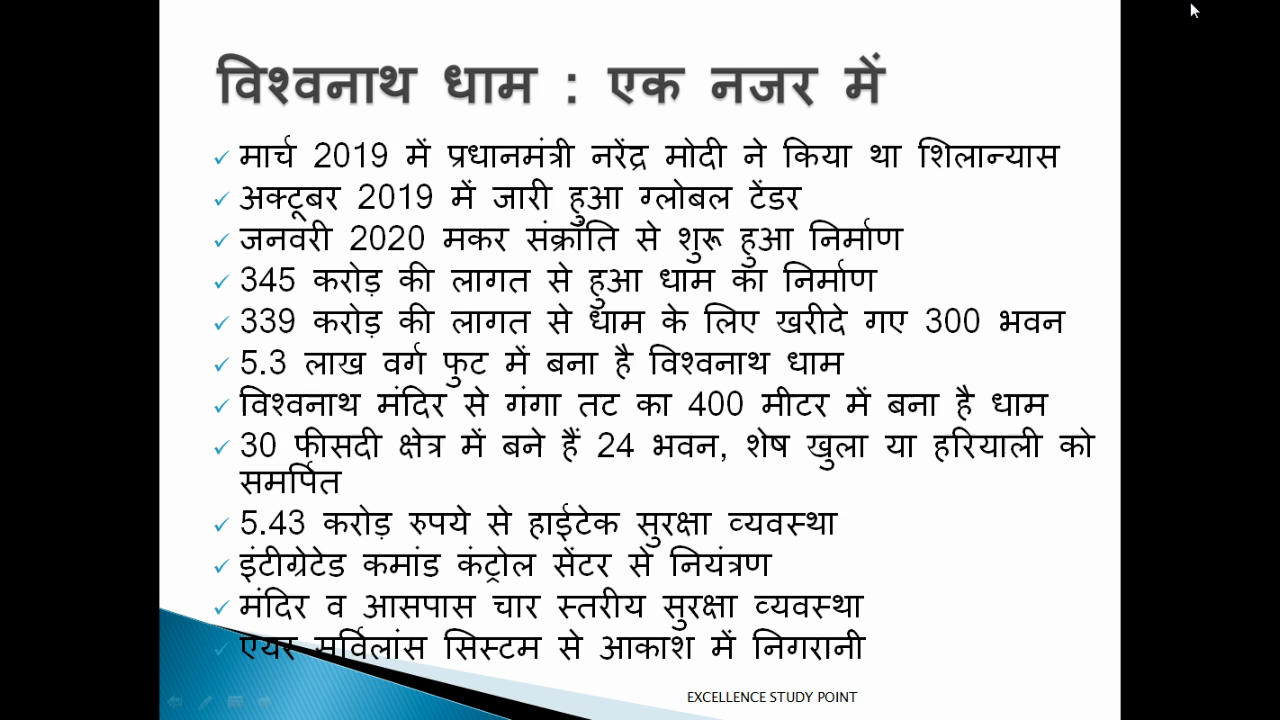 विश्वनाथ धाम : एक नजर में
✓ मार्च 2019 में प्रधानमंत्री नरेंद्र मोदी ने किया था शिलान्यास
✓ अक्टूबर 2019 में जारी हुआ ग्लोबल टेंडर
✓ जनवरी 2020 मकर संक्रांति से शुरू हुआ निर्माण
✓ 345 करोड़ की लागत से हुआ धाम का निर्माण
✓ 339 करोड़ की लागत से धाम के लिए खरीदे गए 300 भवन
✓ 5.3 लाख वर्ग फुट में बना है विश्वनाथ धाम
✓ विश्वनाथ मंदिर से गंगा तट का 400 मीटर में बना है धाम
✓ 30 फीसदी क्षेत्र में बने हैं 24 भवन, शेष खुला या हरियाली को
समर्पित
✓ 5.43 करोड़ रुपये से हाईटेक सुरक्षा व्यवस्था
✓ इंटीग्रेटेड कमांड कंट्रोल सेंटर से नियंत्रण
✓ मंदिर व आसपास चार स्तरीय सुरक्षा व्यवस्था
✓ एयर सर्विलांस सिस्टम से आकाश में निगरानी
EXCELLENCE STUDY POINT